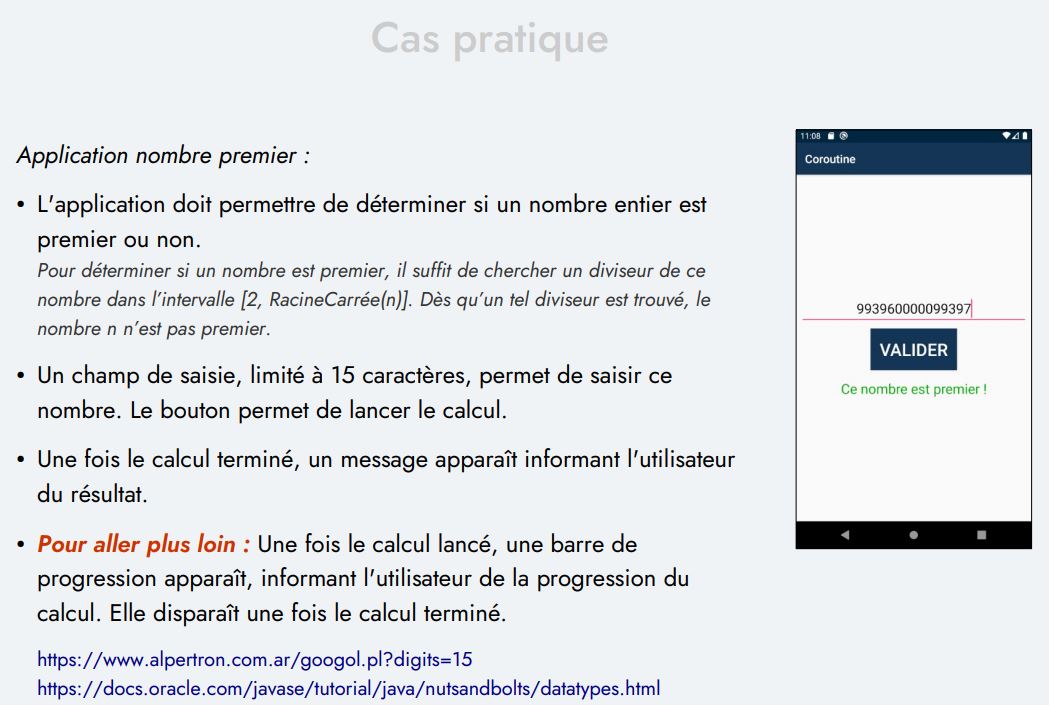 Cas pratique
Application nombre premier :
• L'application doit permettre de déterminer si un nombre entier est
premier ou non.
Pour déterminer si un nombre est premier, il suffit de chercher un diviseur de ce
nombre dans l'intervalle [2, RacineCarrée(n)]. Dès qu'un tel diviseur est trouvé, le
nombre n n'est pas premier.
• Un champ de saisie, limité à 15 caractères, permet de saisir ce
nombre. Le bouton permet de lancer le calcul.
• Une fois le calcul terminé, un message apparaît informant l'utilisateur
du résultat.
• Pour aller plus loin : Une fois le calcul lancé, une barre de
progression apparaît, informant l'utilisateur de la progression du
calcul. Elle disparaît une fois le calcul terminé.
https://www.alpertron.com.ar/googol.pl?digits=15
https://docs.oracle.com/javase/tutorial/java/nutsandbolts/datatypes.html
11:08
Coroutine
993960000099397
VALIDER
Ce nombre est premier !